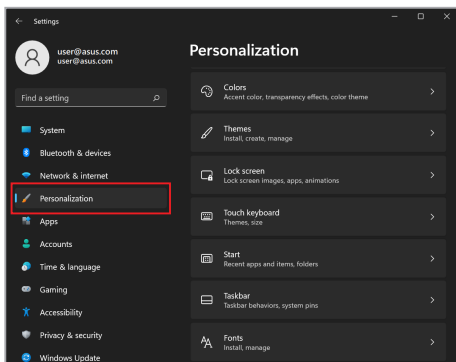 Settings
user@asus.com
user@asus.com
Find a setting
System
Bluetooth & devices
Network & internet
Personalization
Apps
Accounts
Time & language
Gaming
Accessibility
Privacy & security
Windows Update
Personalization
Colors
Accent color, transparency effects, color theme
Themes
Install, create, manage
Lock screen
Lock screen images, apps, animations
Touch keyboard
Themes, size
Start
Recent apps and items, folders
Taskbar
Taskbar behaviors, system pins
Fonts
Install, manage